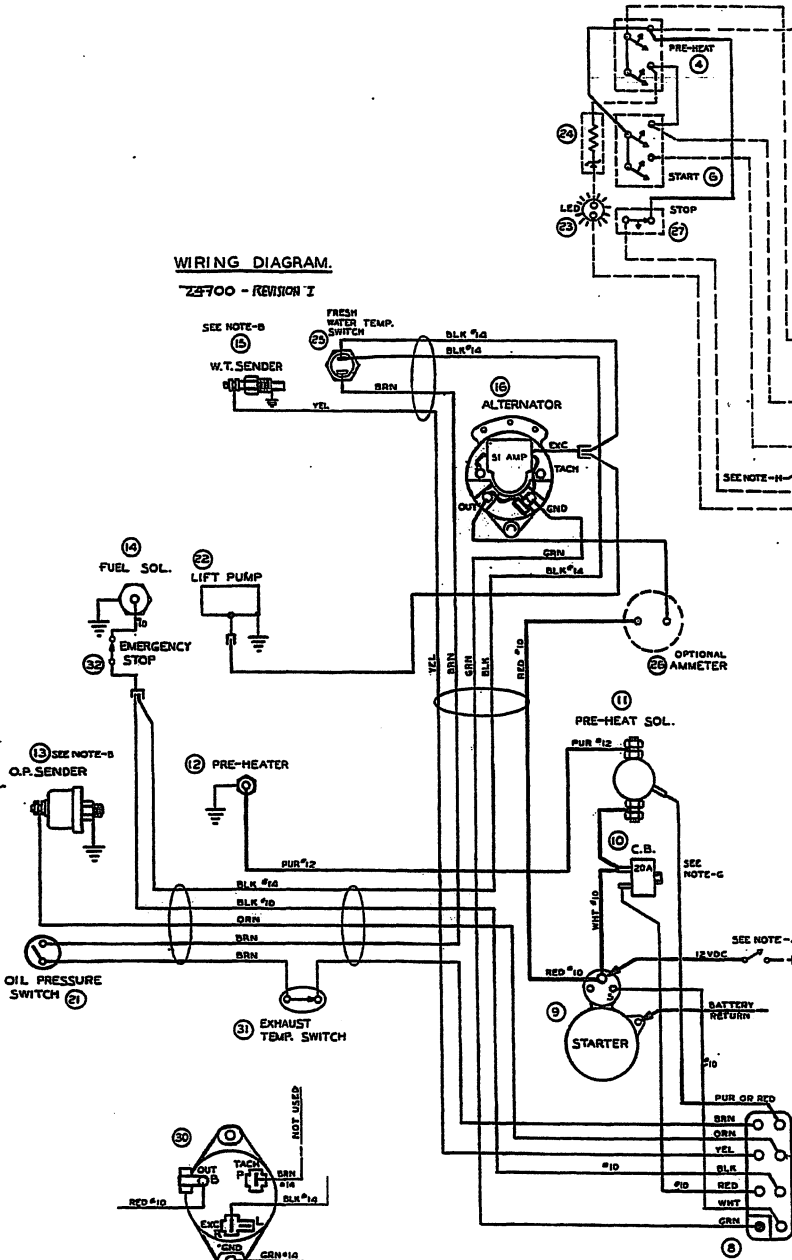 PRE-HEAT
4
24
START 6
LED
23
STOP
27
WIRING DIAGRAM.
24700 - REVISION I
SEE NOTE-B
15
W.T. SENDER
FRESH
WATER TEMP.
SWITCH
25
BLK #14
BLK #14
BRN
YEL
16
ALTERNATOR
51 AMP
EXC
TACH
OUT
GND
GRN
BLK #14
SEE NOTE-H
14
FUEL SOL.
10
EMERGENCY
STOP
32
22
LIFT PUMP
YEL
BRN
GRN
BLK
RED #10
OPTIONAL
26 AMMETER
11
PRE-HEAT SOL.
PUR #12
13 SEE NOTE-B
O.P. SENDER
12 PRE-HEATER
PUR #12
10
C.B.
20A
SEE
NOTE-G
WHT #10
BLK #14
BLK #10
ORN
BRN
BRN
OIL PRESSURE
SWITCH 21
31 EXHAUST
TEMP. SWITCH
RED #10
12VDC
SEE NOTE-
S
9
STARTER
BATTERY
RETURN
#10
PUR OR RED
BRN
ORN
YEL
#10 BLK
#10 RED
WHT
GRN
8
30
NOT USED
OUT
B
TACH
P
BRN
#14
RED #10
BLK #14
EXC
R
L
GND
GRN #14